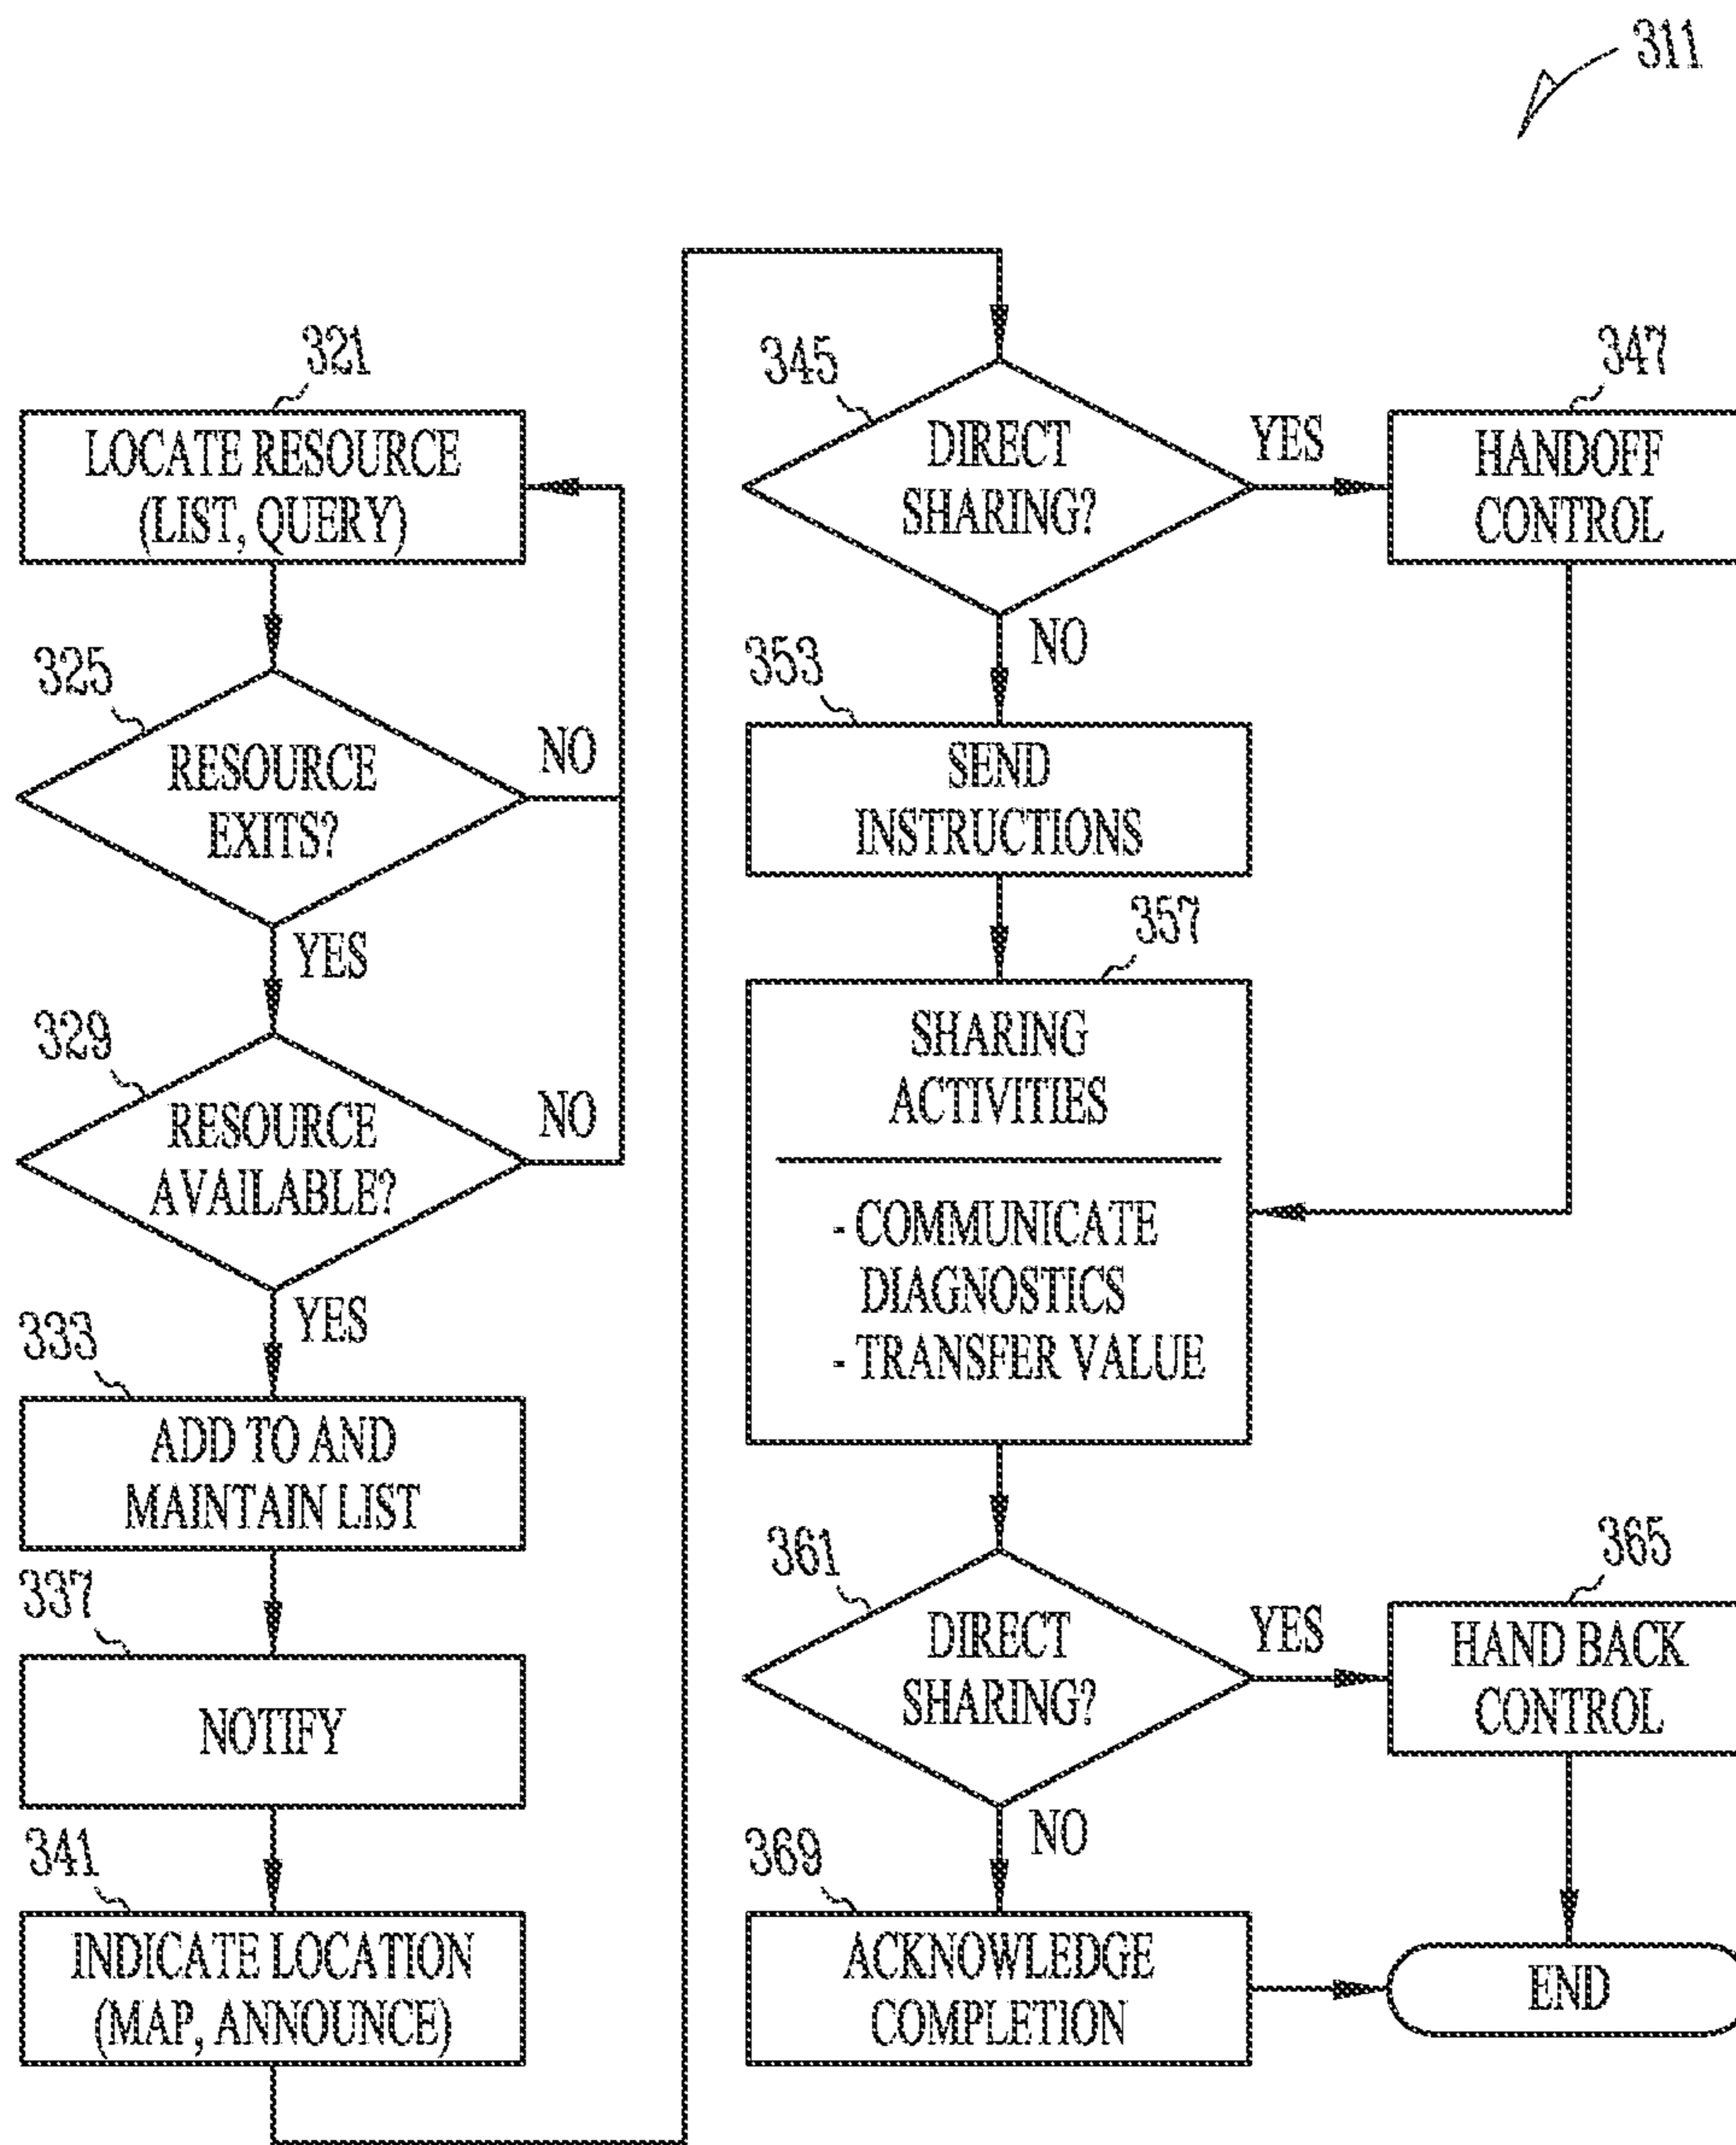 311
321
LOCATE RESOURCE
(LIST, QUERY)
325
RESOURCE
EXITS?
NO
YES
329
RESOURCE
AVAILABLE?
NO
YES
333
ADD TO AND
MAINTAIN LIST
337
NOTIFY
341
INDICATE LOCATION
(MAP, ANNOUNCE)
345
DIRECT
SHARING?
YES
347
HANDOFF
CONTROL
NO
353
SEND
INSTRUCTIONS
357
SHARING
ACTIVITIES
- COMMUNICATE
DIAGNOSTICS
- TRANSFER VALUE
361
DIRECT
SHARING?
YES
365
HAND BACK
CONTROL
NO
369
ACKNOWLEDGE
COMPLETION
END